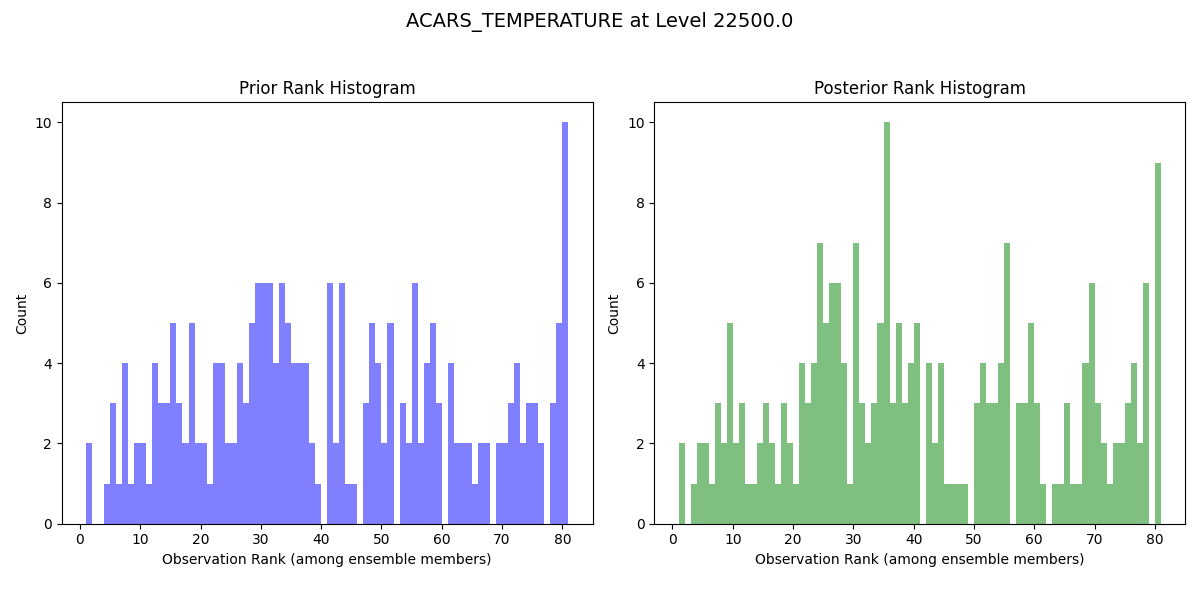 ACARS_TEMPERATURE at Level 22500.0
Prior Rank Histogram
10
8
6
4
2
0
Count
0 10 20 30 40 50 60 70 80
Observation Rank (among ensemble members)
Posterior Rank Histogram
10
8
6
4
2
0
Count
0 10 20 30 40 50 60 70 80
Observation Rank (among ensemble members)